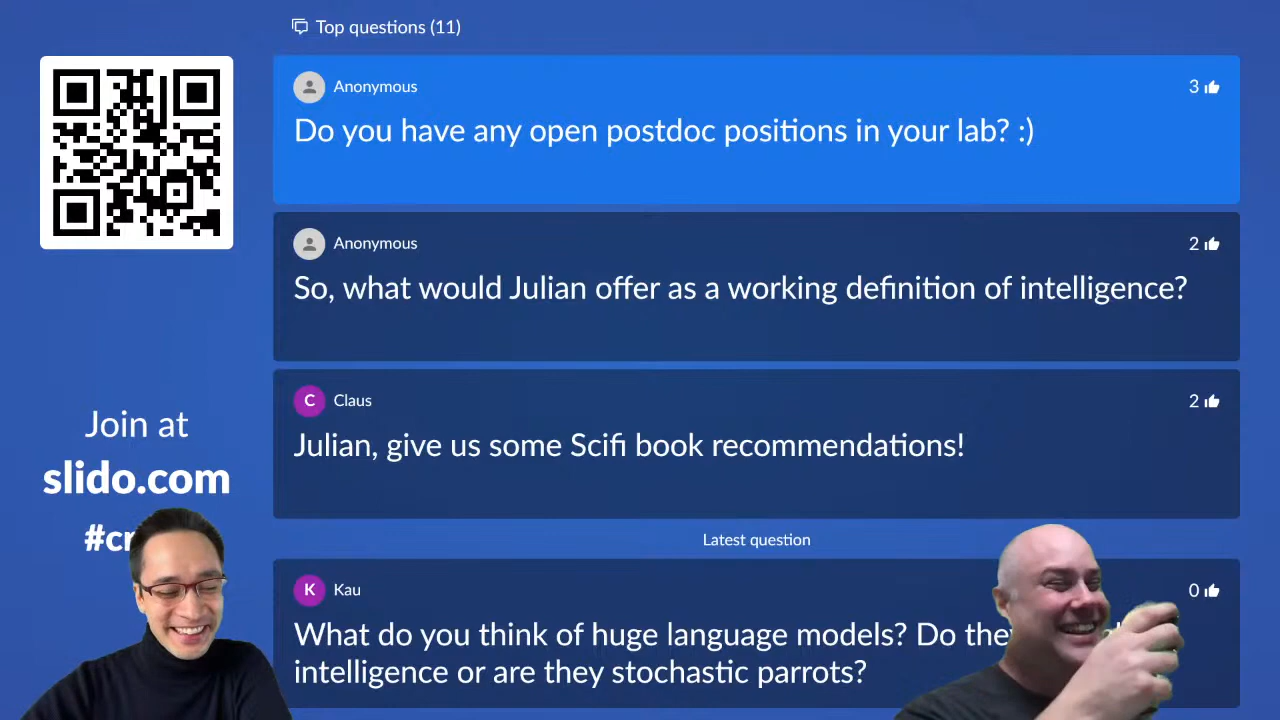 Top questions (11)
Anonymous
3
Do you have any open postdoc positions in your lab? :)
Anonymous
2
So, what would Julian offer as a working definition of intelligence?
C
Claus
2
Julian, give us some Scifi book recommendations!
Join at
slido.com
Latest question
K
Kau
0
What do you think of huge language models? Do they
intelligence or are they stochastic parrots?